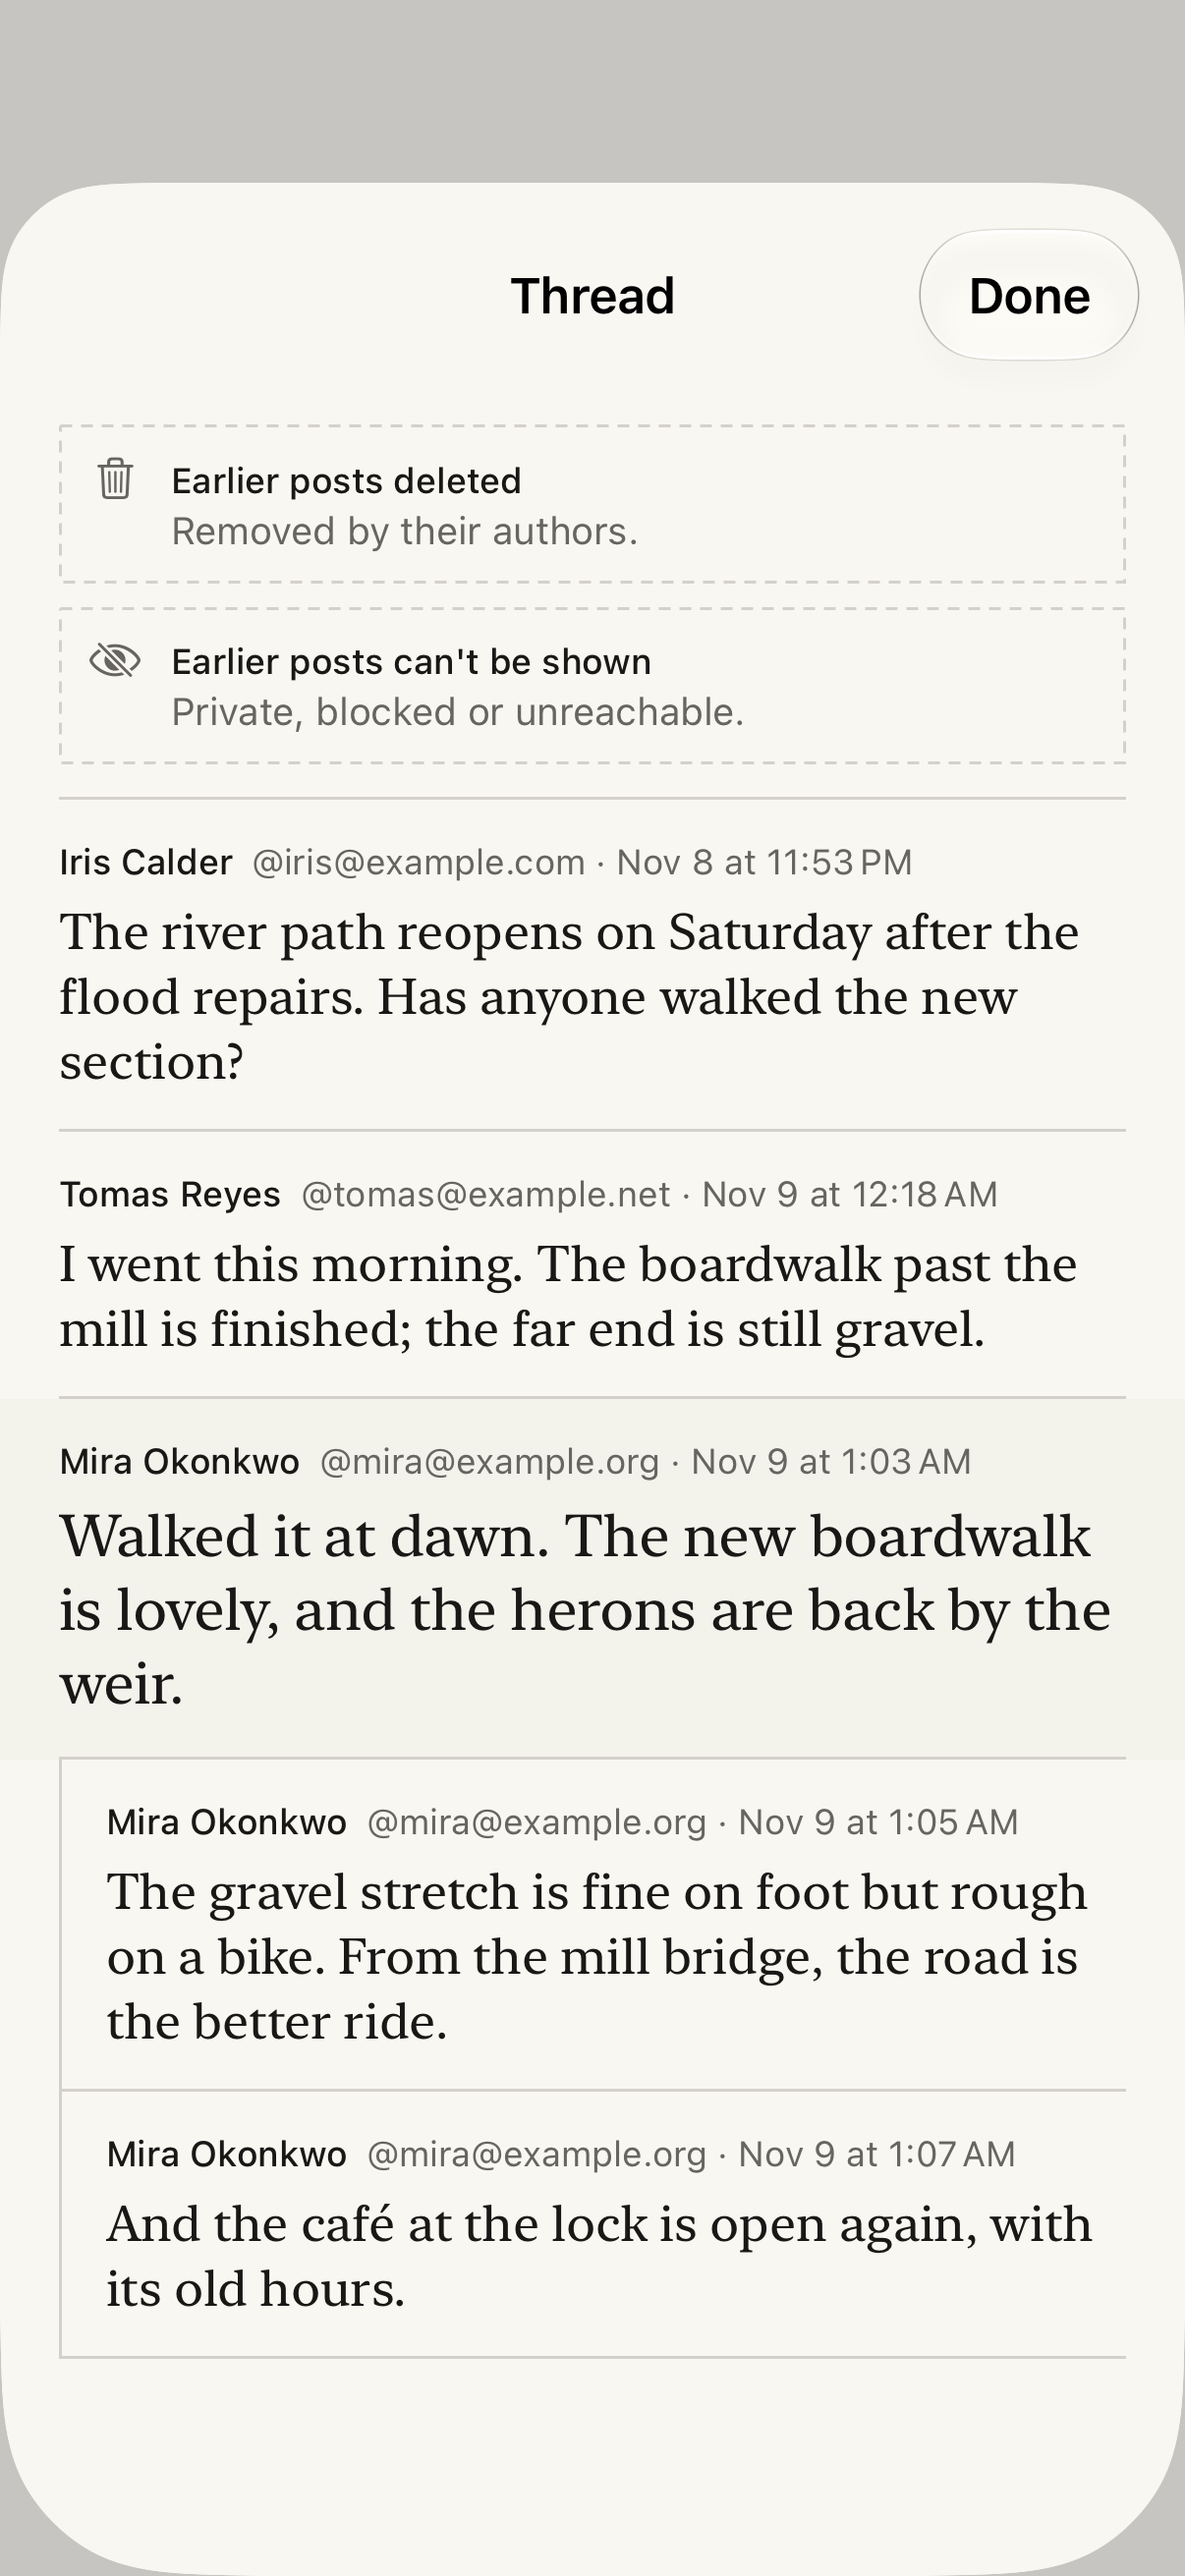 Thread
Done
Earlier posts deleted
Removed by their authors.
Earlier posts can't be shown
Private, blocked or unreachable.
Iris Calder @iris@example.com · Nov 8 at 11:53 PM
The river path reopens on Saturday after the
flood repairs. Has anyone walked the new
section?
Tomas Reyes @tomas@example.net · Nov 9 at 12:18 AM
I went this morning. The boardwalk past the
mill is finished; the far end is still gravel.
Mira Okonkwo @mira@example.org · Nov 9 at 1:03 AM
Walked it at dawn. The new boardwalk
is lovely, and the herons are back by the
weir.
Mira Okonkwo @mira@example.org · Nov 9 at 1:05 AM
The gravel stretch is fine on foot but rough
on a bike. From the mill bridge, the road is
the better ride.
Mira Okonkwo @mira@example.org · Nov 9 at 1:07 AM
And the café at the lock is open again, with
its old hours.